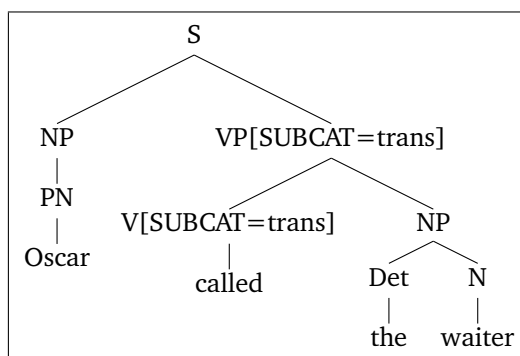 S
NP VP[SUBCAT=trans]
PN V[SUBCAT=trans] NP
Oscar called Det N
the waiter